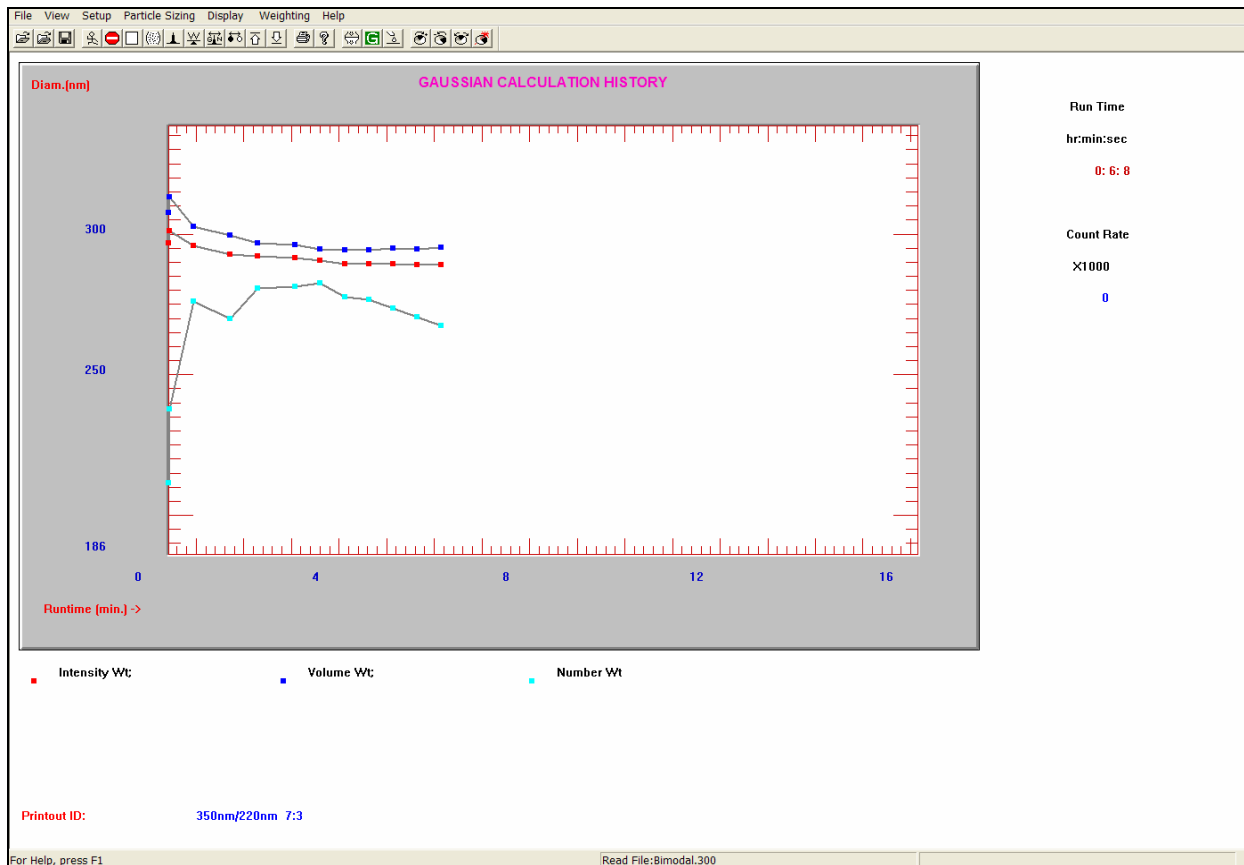 File View Setup Particle Sizing Display Weighting Help
G
Diam.(nm)
GAUSSIAN CALCULATION HISTORY
300
250
186
0 4 8 12 16
Runtime (min.) ->
Run Time
hr:min:sec
0: 6: 8
Count Rate
X1000
0
Intensity Wt; Volume Wt; Number Wt
Printout ID: 350nm/220nm 7:3
For Help, press F1 Read File:Bimodal.300